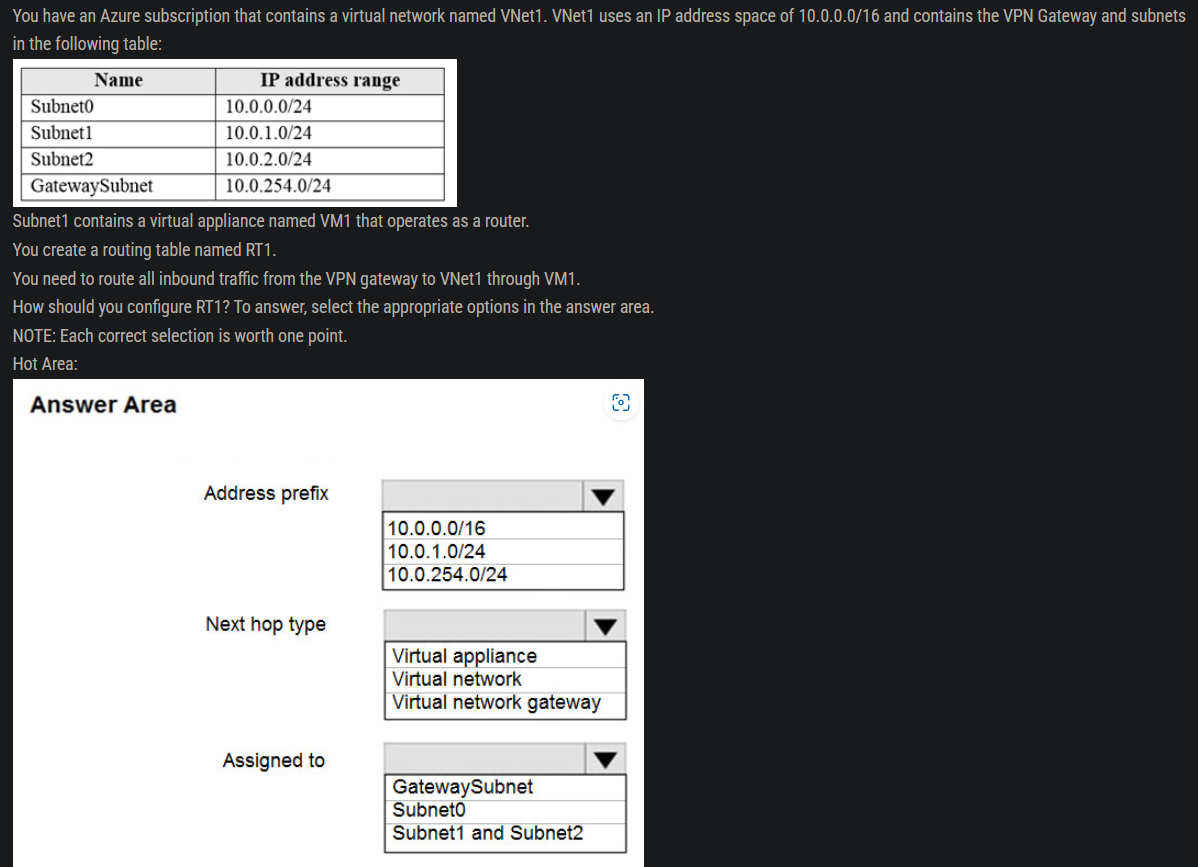 You have an Azure subscription that contains a virtual network named VNet1. VNet1 uses an IP address space of 10.0.0.0/16 and contains the VPN Gateway and subnets
in the following table:
Name IP address range
Subnet0 10.0.0.0/24
Subnet1 10.0.1.0/24
Subnet2 10.0.2.0/24
GatewaySubnet 10.0.254.0/24
Subnet1 contains a virtual appliance named VM1 that operates as a router.
You create a routing table named RT1.
You need to route all inbound traffic from the VPN gateway to VNet1 through VM1.
How should you configure RT1? To answer, select the appropriate options in the answer area.
NOTE: Each correct selection is worth one point.
Hot Area:
Answer Area
Address prefix
10.0.0.0/16
10.0.1.0/24
10.0.254.0/24
Next hop type
Virtual appliance
Virtual network
Virtual network gateway
Assigned to
GatewaySubnet
Subnet0
Subnet1 and Subnet2